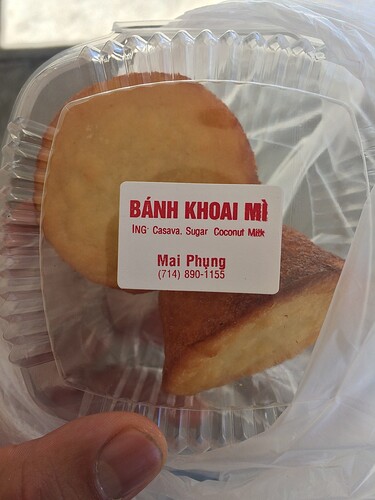 BÁNH KHOAI MÌ
ING: Casava, Sugar Coconut Milk
Mai Phụng
(714) 890-1155